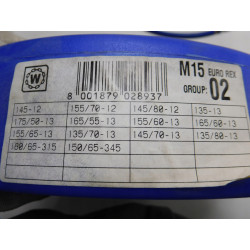 W
M15 EURO REX
GROUP: 02
8 001879 028937
145-12 155/70-12 145/80-12 135-13
175/50-13 165/55-13 155/60-13 165/60-13
155/65-13 135/70-13 145/70-13 135/80-13
180/65-315 150/65-345